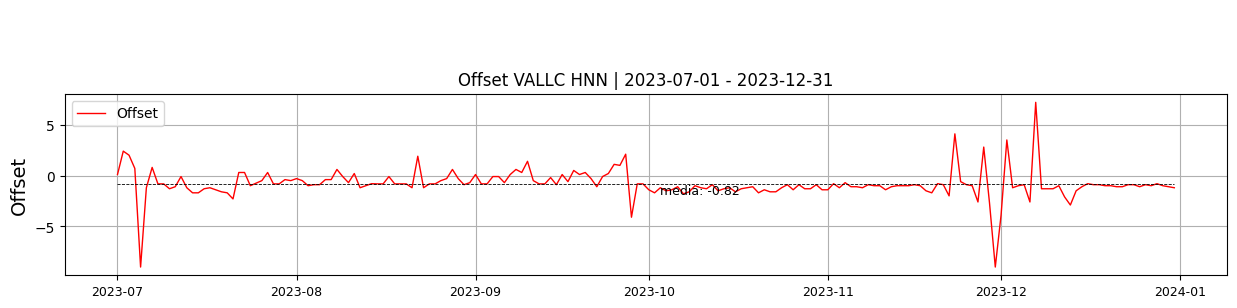 Offset VALLC HNN | 2023-07-01 - 2023-12-31
Offset
Offset
5
0
−5
media: -0.82
2023-07
2023-08
2023-09
2023-10
2023-11
2023-12
2024-01